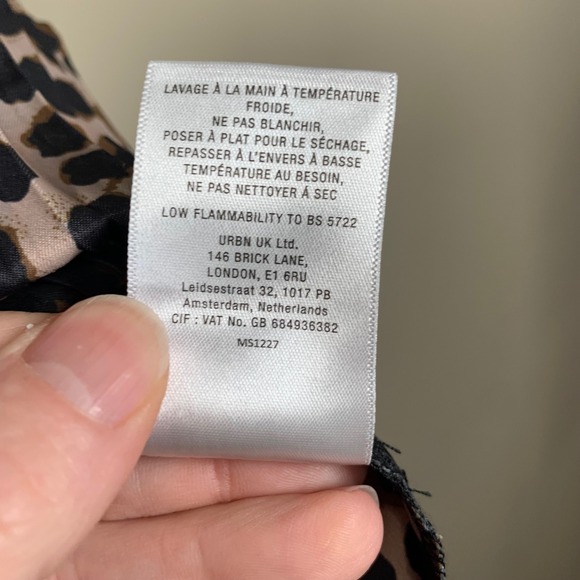 LAVAGE À LA MAIN À TEMPÉRATURE
FROIDE,
NE PAS BLANCHIR,
POSER À PLAT POUR LE SÉCHAGE,
REPASSER À L'ENVERS À BASSE
TEMPÉRATURE AU BESOIN,
NE PAS NETTOYER À SEC
LOW FLAMMABILITY TO BS 5722
URBN UK Ltd.
146 BRICK LANE,
LONDON, E1 6RU
Leidsestraat 32, 1017 PB
Amsterdam, Netherlands
CIF : VAT No. GB 684936382
MS1227